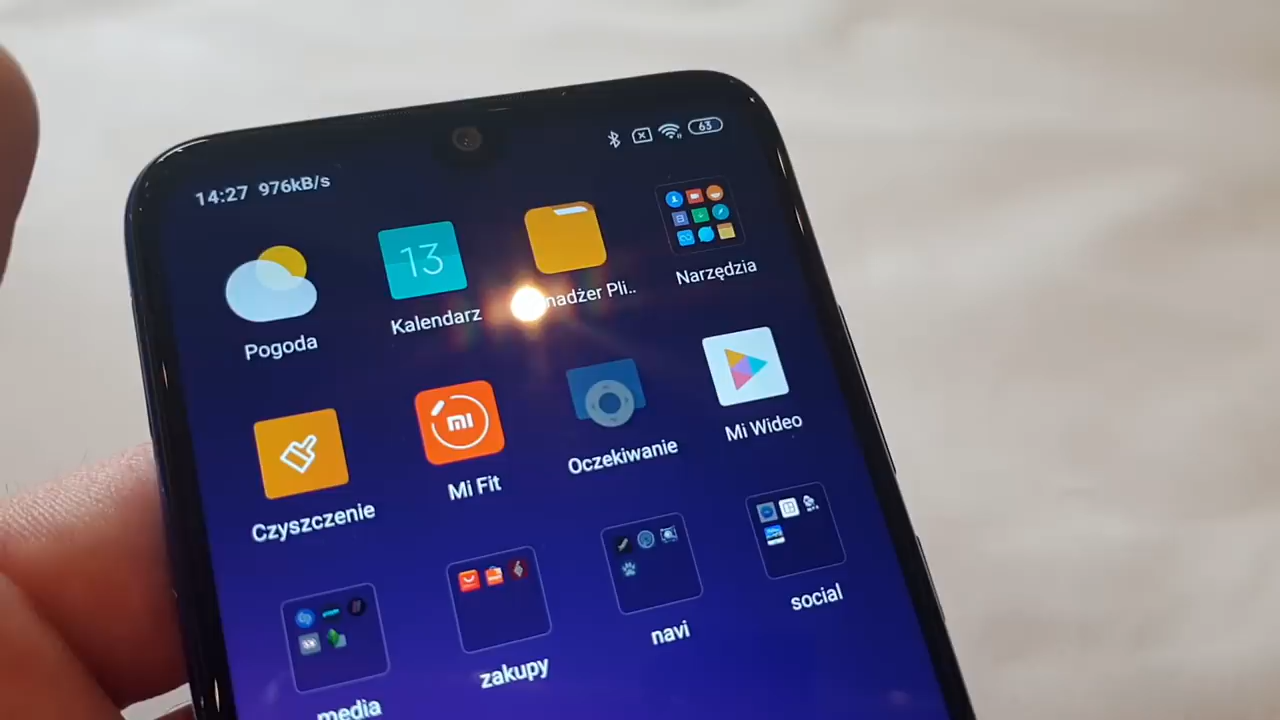 14:27 976kB/s 63
13
Pogoda
Kalendarz
nadżer Pli..
Narzędzia
mi
Czyszczenie
Mi Fit
Oczekiwanie
Mi Wideo
media
zakupy
navi
social